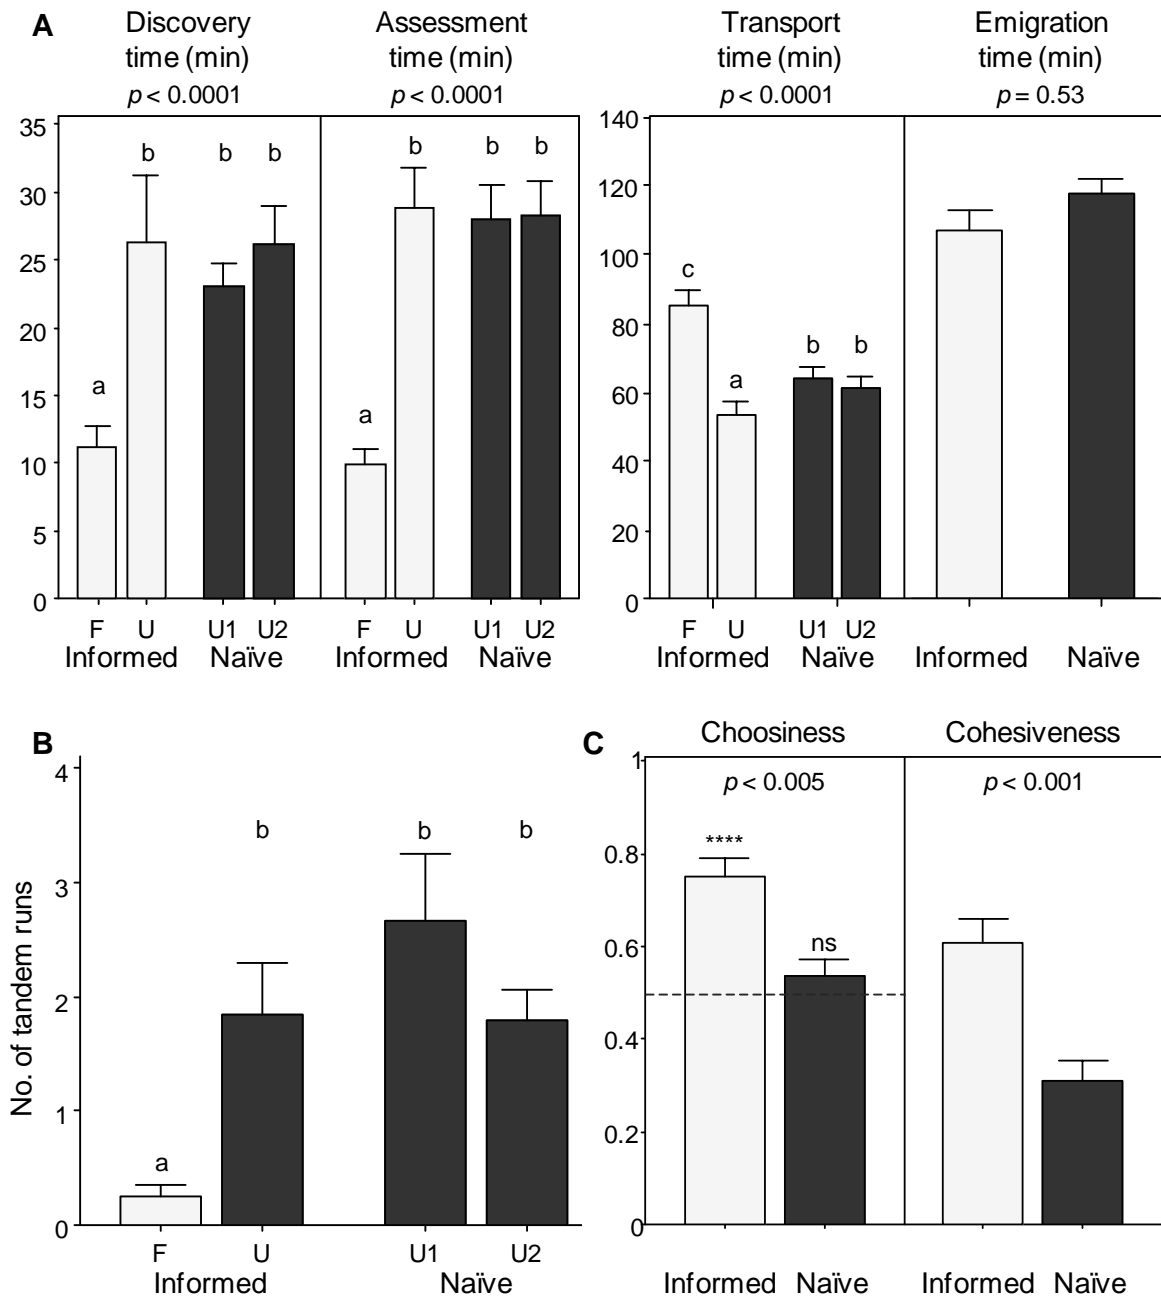 A
Discovery
time (min)
p < 0.0001
Assessment
time (min)
p < 0.0001
Transport
time (min)
p < 0.0001
Emigration
time (min)
p = 0.53
35
30
25
20
15
10
5
0
a
b
b
b
a
b
b
b
F U U1 U2
Informed Naïve
F U U1 U2
Informed Naïve
140
120
100
80
60
40
20
0
c
a
b
b
F U U1 U2
Informed Naïve
Informed Naïve
B
No. of tandem runs
4
3
2
1
0
a
b
b
b
F U U1 U2
Informed Naïve
C
Choosiness
p < 0.005
Cohesiveness
p < 0.001
1
0.8
0.6
0.4
0.2
0
****
ns
Informed Naïve
Informed Naïve